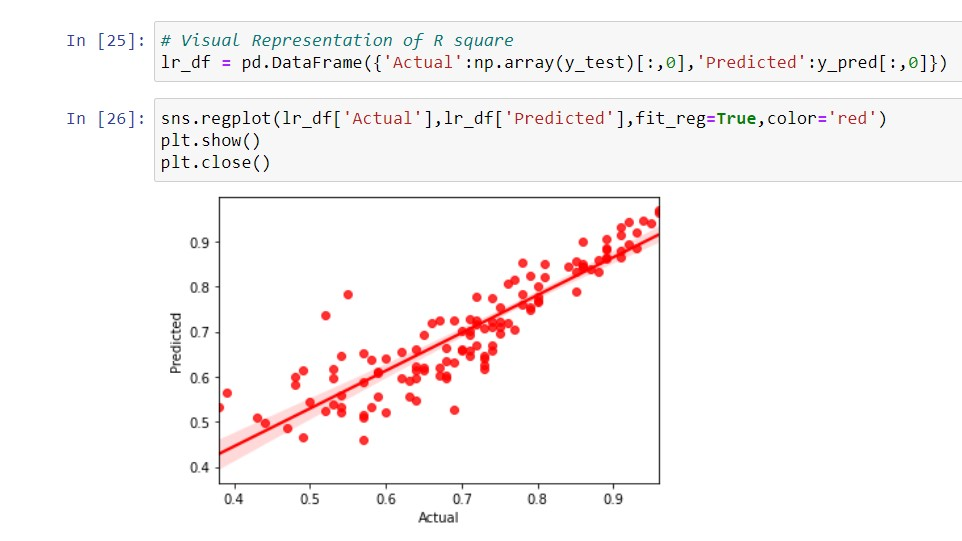 In [25]: # Visual Representation of R square
lr_df = pd.DataFrame({'Actual':np.array(y_test)[:,0],'Predicted':y_pred[:,0]})
In [26]: sns.regplot(lr_df['Actual'],lr_df['Predicted'],fit_reg=True,color='red')
plt.show()
plt.close()
0.9
0.8
0.7
0.6
0.5
0.4
Predicted
0.4 0.5 0.6 0.7 0.8 0.9
Actual